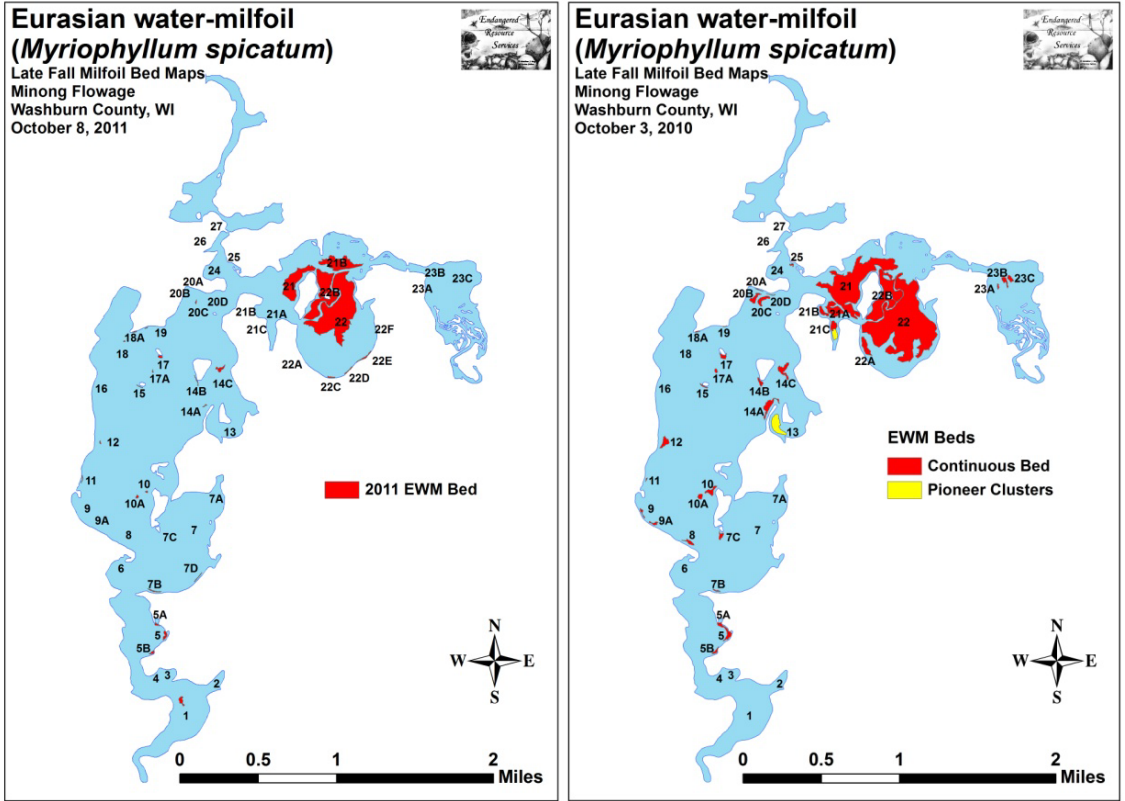 Eurasian water-milfoil
(Myriophyllum spicatum)
Late Fall Milfoil Bed Maps
Minong Flowage
Washburn County, WI
October 8, 2011
Endangered
Resource
Services
27
26
25
24
20A
20B
20D
20C
21B
21
22B
22
21B
21A
21C
22A
22C
22D
22E
22F
23B
23C
23A
18A
19
18
17
17A
16
15
14B
14C
14A
13
12
11
10
10A
9
9A
8
7A
7
7C
7D
7B
6
5A
5
5B
4
3
2
1
2011 EWM Bed
N
W
E
S
0 0.5 1 2
Miles
Eurasian water-milfoil
(Myriophyllum spicatum)
Late Fall Milfoil Bed Maps
Minong Flowage
Washburn County, WI
October 3, 2010
Endangered
Resource
Services
27
26
25
24
20A
20B
20D
20C
21
22B
22
21B
21A
21C
22A
23B
23C
23A
18A
19
18
17
17A
16
15
14B
14C
14A
13
12
11
10
10A
9
9A
8
7A
7
7C
7B
6
5A
5
5B
4
3
2
1
EWM Beds
Continuous Bed
Pioneer Clusters
N
W
E
S
0 0.5 1 2
Miles